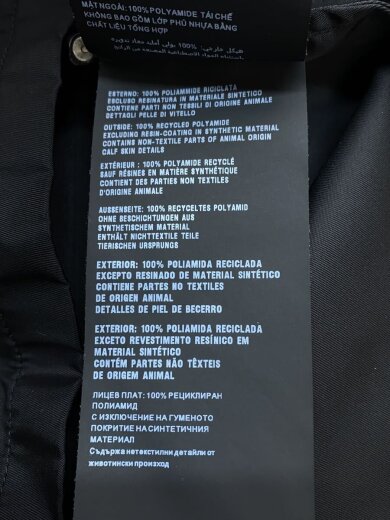 MẶT NGOÀI: 100% POLYAMIDE TÁI CHẾ
KHÔNG BAO GỒM LỚP PHỦ NHỰA BẰNG
CHẤT LIỆU TỔNG HỢP
ESTERNO: 100% POLIAMMIDE RICICLATA
ESCLUSO RESINATURA IN MATERIALE SINTETICO
CONTIENE PARTI NON TESSILI DI ORIGINE ANIMALE
DETTAGLI PELLE DI VITELLO
OUTSIDE: 100% RECYCLED POLYAMIDE
EXCLUDING RESIN-COATING IN SYNTHETIC MATERIAL
CONTAINS NON-TEXTILE PARTS OF ANIMAL ORIGIN
CALF SKIN DETAILS
EXTÉRIEUR : 100% POLYAMIDE RECYCLÉ
SAUF RÉSINES EN MATIÈRE SYNTHÉTIQUE
CONTIENT DES PARTIES NON TEXTILES
D'ORIGINE ANIMALE
AUSSENSEITE: 100% RECYCELTES POLYAMID
OHNE BESCHICHTUNGEN AUS
SYNTHETISCHEM MATERIAL
ENTHÄLT NICHTTEXTILE TEILE
TIERISCHEN URSPRUNGS
EXTERIOR: 100% POLIAMIDA RECICLADA
EXCEPTO RESINADO DE MATERIAL SINTÉTICO
CONTIENE PARTES NO TEXTILES
DE ORIGEN ANIMAL
DETALLES DE PIEL DE BECERRO
EXTERIOR: 100% POLIAMIDA RECICLADA
EXCETO REVESTIMENTO RESÍNICO EM
MATERIAL SINTÉTICO
CONTÉM PARTES NÃO TÊXTEIS
DE ORIGEM ANIMAL
ЛИЦЕВ ПЛАТ: 100% РЕЦИКЛИРАН
ПОЛИАМИД
С ИЗКЛЮЧЕНИЕ НА ГУМЕНОТО
ПОКРИТИЕ НА СИНТЕТИЧНИЯ
МАТЕРИАЛ
Съдържа нетекстилни детайли от
животински произход